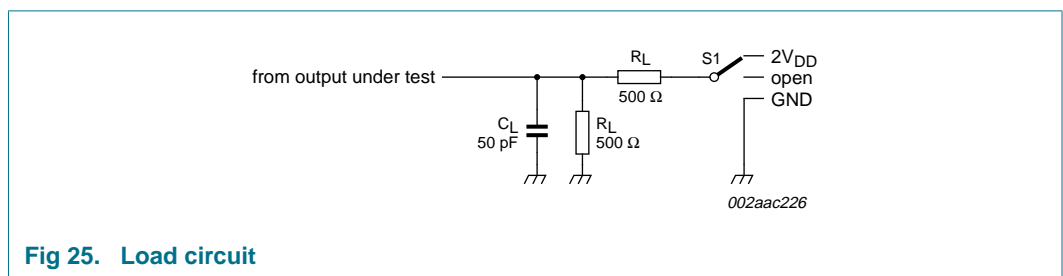 from output under test
RL
500 Ω
S1
2VDD
open
GND
CL
50 pF
RL
500 Ω
002aac226
Fig 25. Load circuit